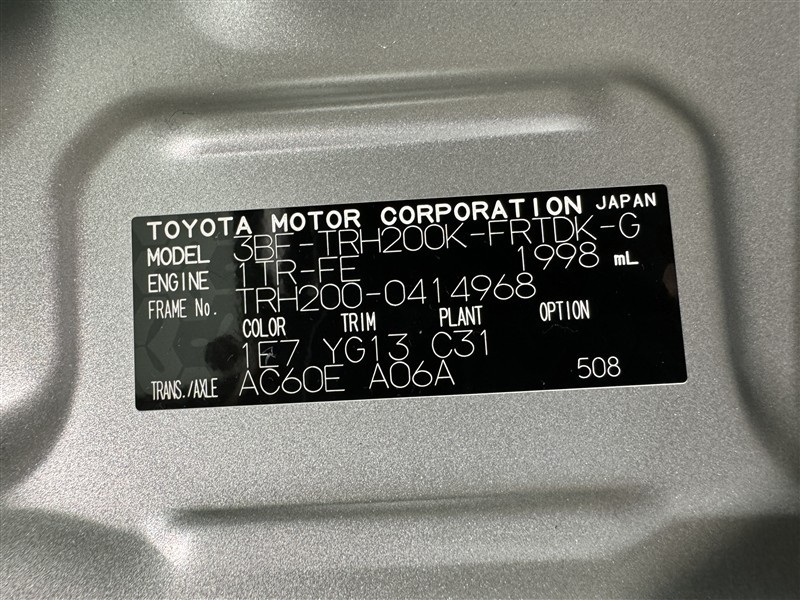 TOYOTA MOTOR CORPORATION JAPAN
MODEL 3BF-TRH200K-FRTDK-G
ENGINE 1TR-FE 1998 mL
FRAME No. TRH200-0414968
COLOR TRIM PLANT OPTION
1E7 YG13 C31
TRANS./AXLE AC60E A06A 508